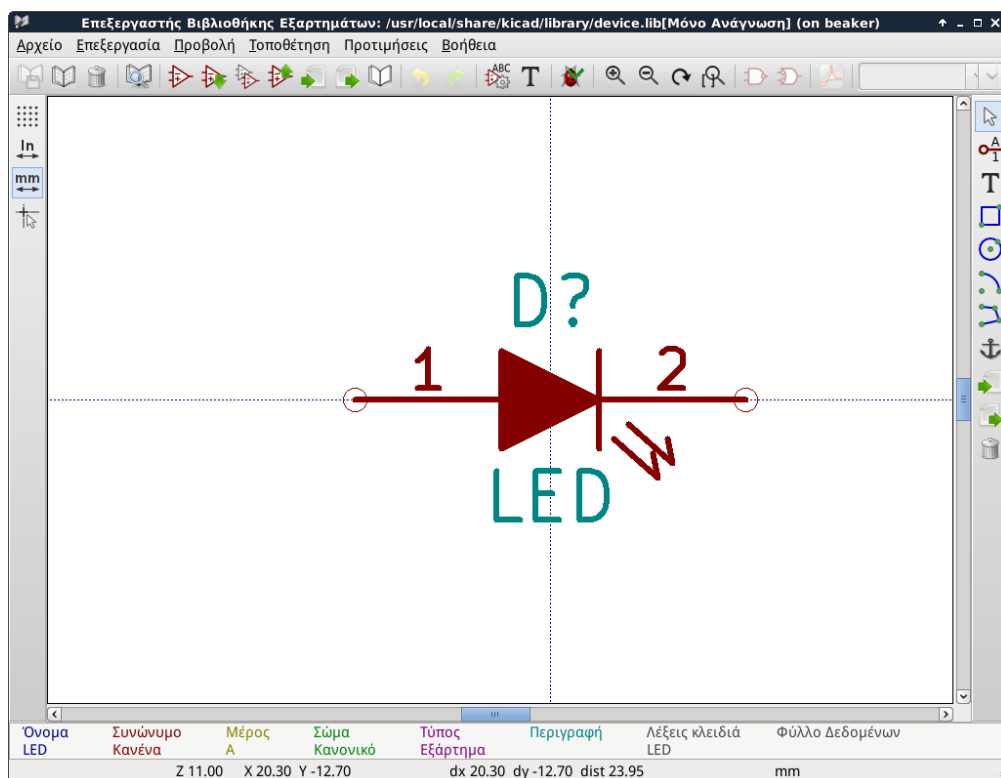 Επεξεργαστής Βιβλιοθήκης Εξαρτημάτων: /usr/local/share/kicad/library/device.lib[Μόνο Ανάγνωση] (on beaker)
Αρχείο Επεξεργασία Προβολή Τοποθέτηση Προτιμήσεις Βοήθεια
ABC T
In
A
1
mm
T
D?
1 2
LED
Όνομα Συνώνυμο Μέρος Σώμα Τύπος Περιγραφή Λέξεις κλειδιά Φύλλο Δεδομένων
LED Κανένα A Κανονικό Εξάρτημα LED
Z 11.00 X 20.30 Y -12.70 dx 20.30 dy -12.70 dist 23.95 mm